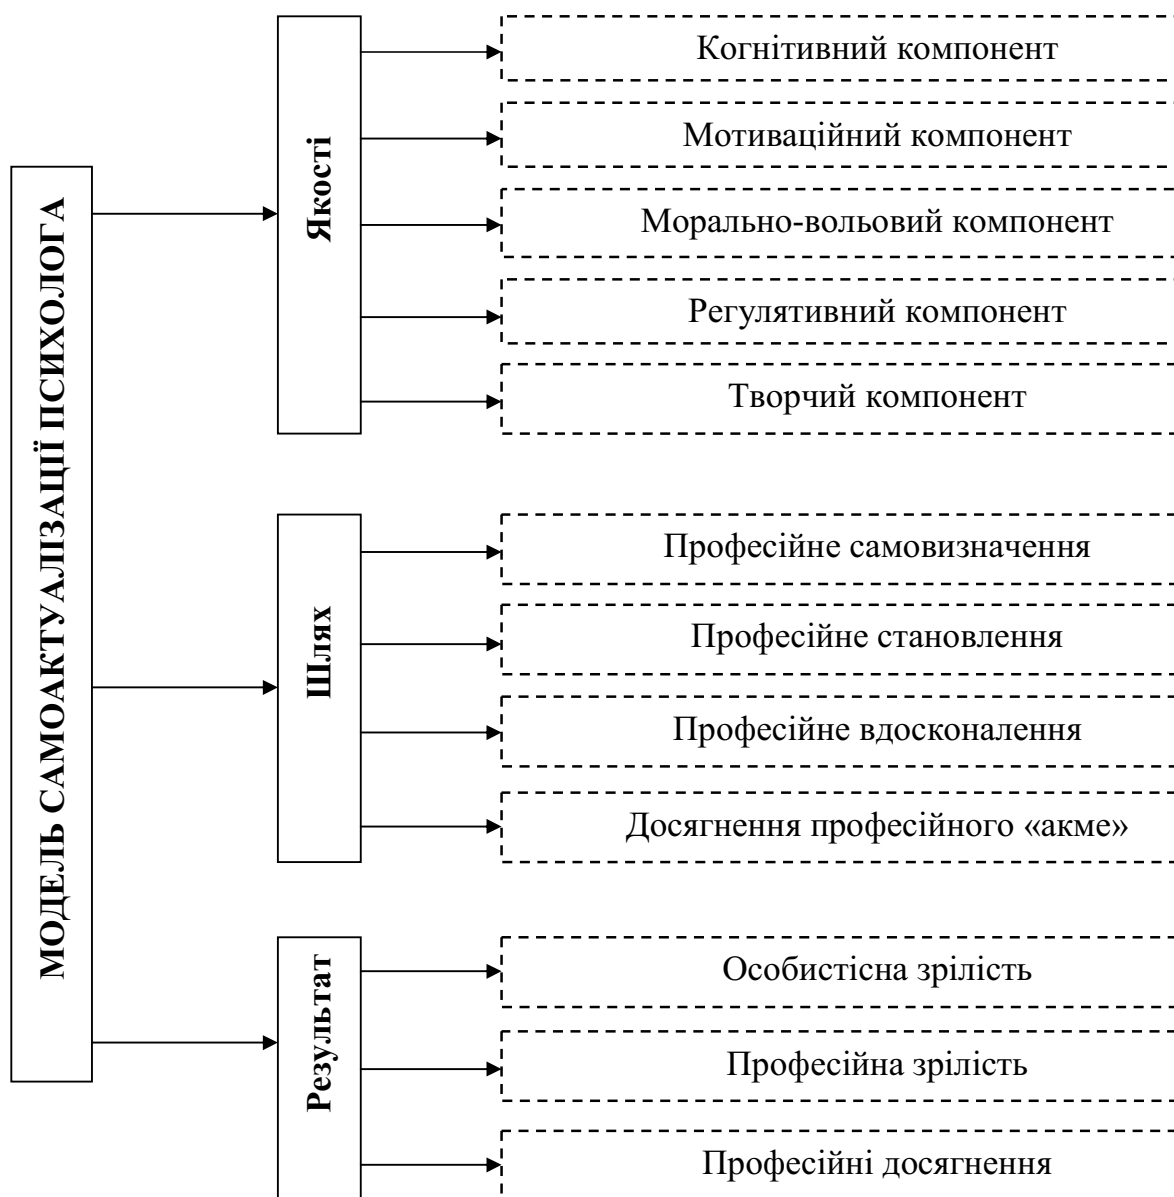 МОДЕЛЬ САМОАКТУАЛІЗАЦІЇ ПСИХОЛОГА
Якості
Когнітивний компонент
Мотиваційний компонент
Морально-вольовий компонент
Регулятивний компонент
Творчий компонент
Шлях
Професійне самовизначення
Професійне становлення
Професійне вдосконалення
Досягнення професійного «акме»
Результат
Особистісна зрілість
Професійна зрілість
Професійні досягнення